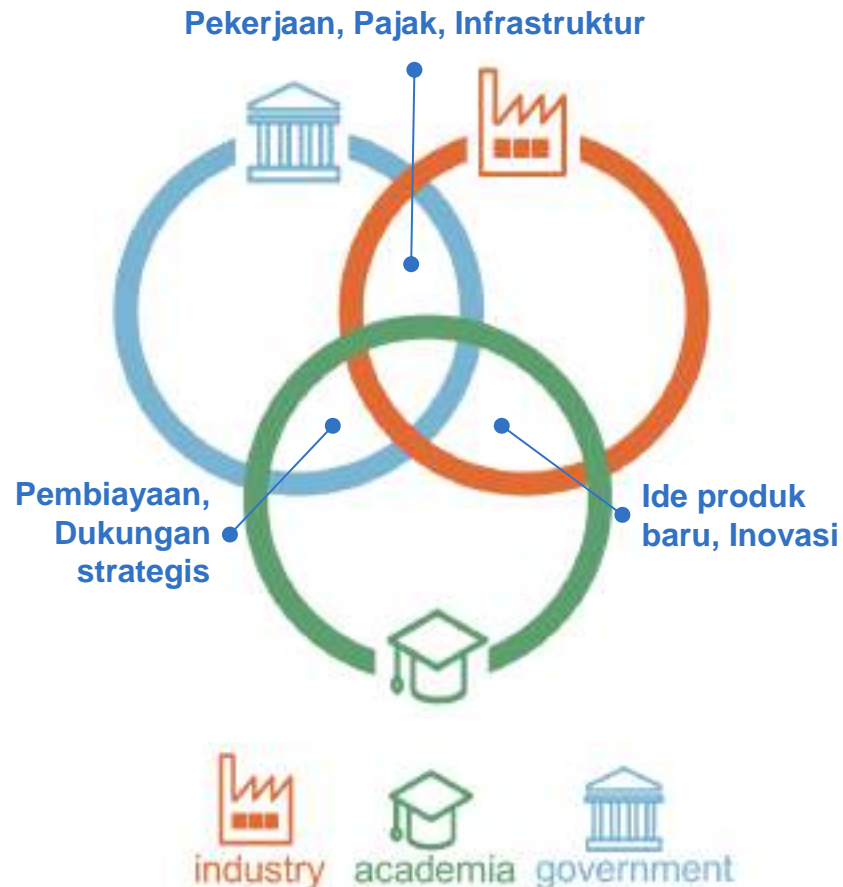 Pekerjaan, Pajak, Infrastruktur
Pembiayaan,
Dukungan
strategis
Ide produk
baru, Inovasi
industry
academia
government